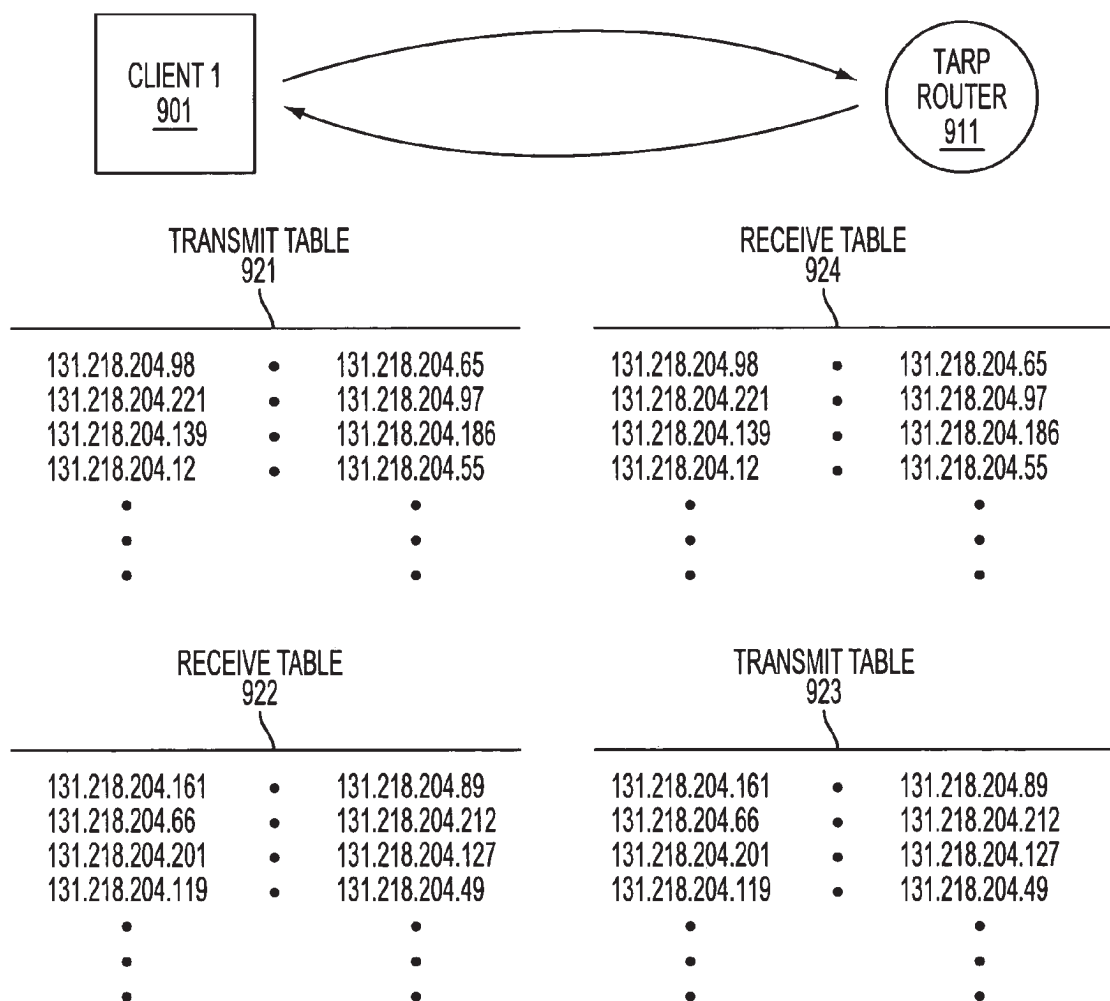 CLIENT 1
901
TARP
ROUTER
911
TRANSMIT TABLE
921
RECEIVE TABLE
924
131.218.204.98 • 131.218.204.65
131.218.204.221 • 131.218.204.97
131.218.204.139 • 131.218.204.186
131.218.204.12 • 131.218.204.55
131.218.204.98 • 131.218.204.65
131.218.204.221 • 131.218.204.97
131.218.204.139 • 131.218.204.186
131.218.204.12 • 131.218.204.55
RECEIVE TABLE
922
TRANSMIT TABLE
923
131.218.204.161 • 131.218.204.89
131.218.204.66 • 131.218.204.212
131.218.204.201 • 131.218.204.127
131.218.204.119 • 131.218.204.49
131.218.204.161 • 131.218.204.89
131.218.204.66 • 131.218.204.212
131.218.204.201 • 131.218.204.127
131.218.204.119 • 131.218.204.49